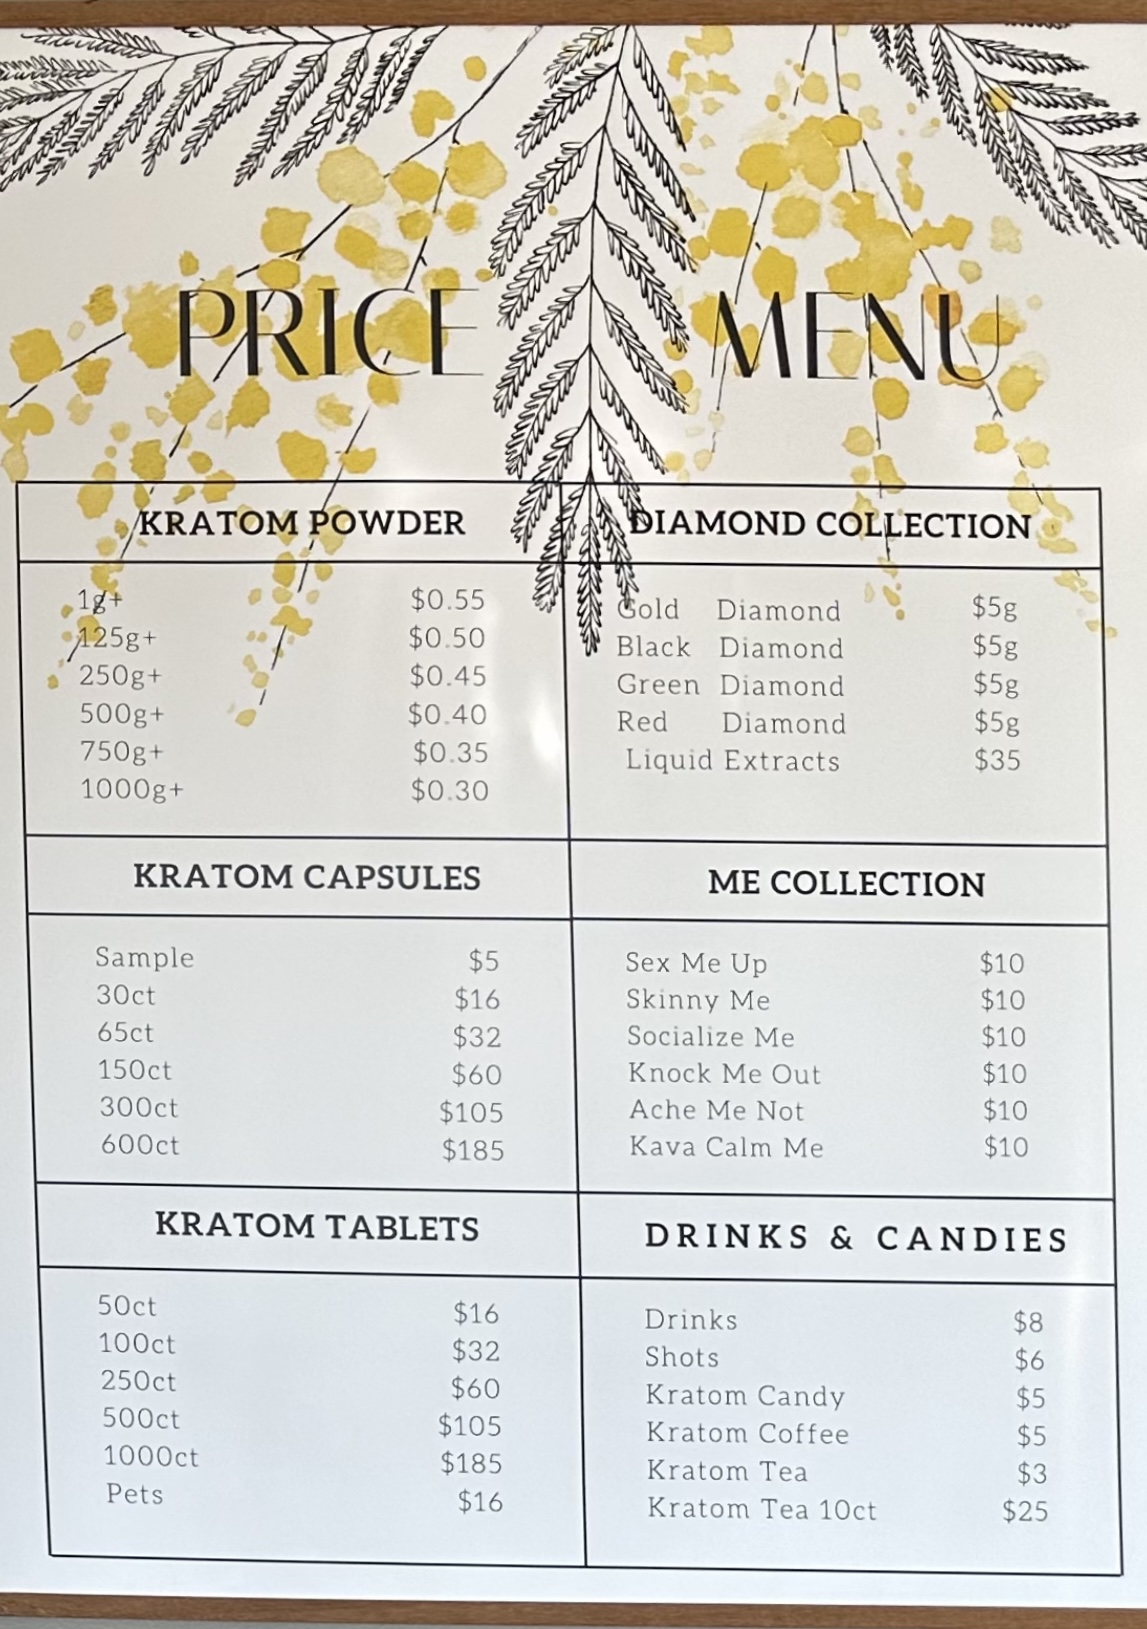 PRICE MENU
KRATOM POWDER
1g+ $0.55
125g+ $0.50
250g+ $0.45
500g+ $0.40
750g+ $0.35
1000g+ $0.30
DIAMOND COLLECTION
Gold Diamond $5g
Black Diamond $5g
Green Diamond $5g
Red Diamond $5g
Liquid Extracts $35
KRATOM CAPSULES
Sample $5
30ct $16
65ct $32
150ct $60
300ct $105
600ct $185
ME COLLECTION
Sex Me Up $10
Skinny Me $10
Socialize Me $10
Knock Me Out $10
Ache Me Not $10
Kava Calm Me $10
KRATOM TABLETS
50ct $16
100ct $32
250ct $60
500ct $105
1000ct $185
Pets $16
DRINKS & CANDIES
Drinks $8
Shots $6
Kratom Candy $5
Kratom Coffee $5
Kratom Tea $3
Kratom Tea 10ct $25